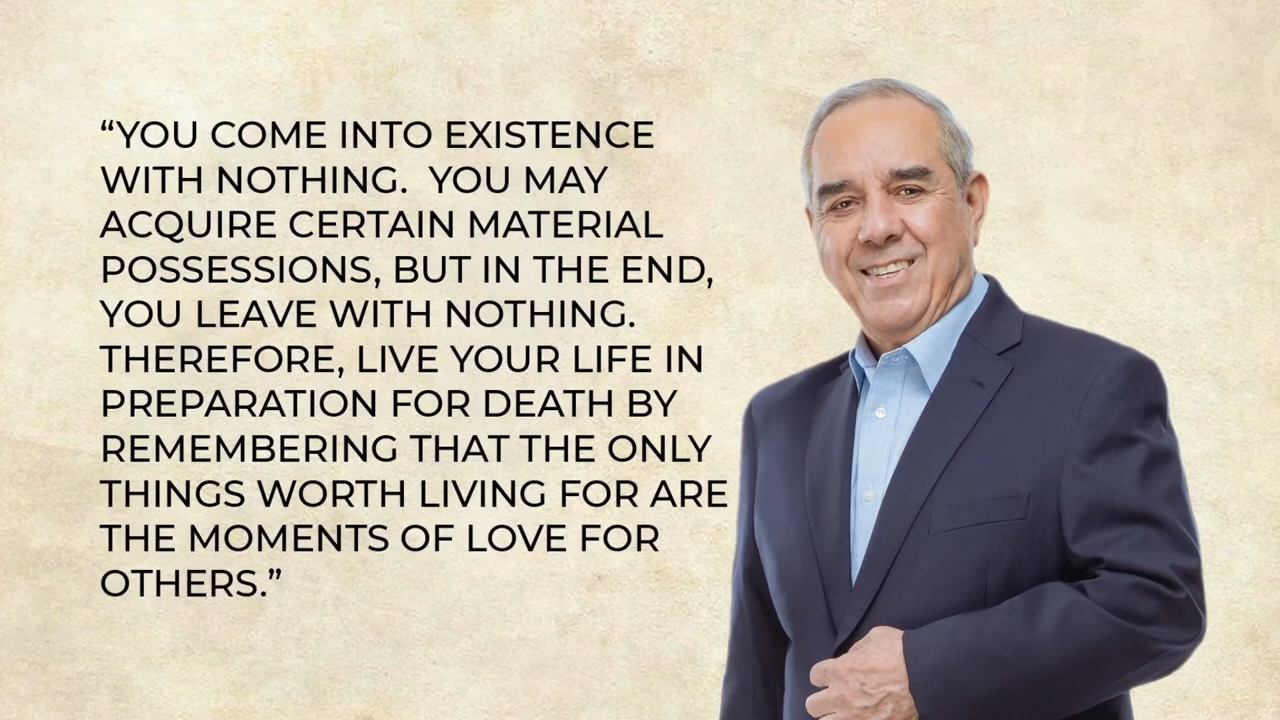 “YOU COME INTO EXISTENCE
WITH NOTHING.  YOU MAY
ACQUIRE CERTAIN MATERIAL
POSSESSIONS, BUT IN THE END,
YOU LEAVE WITH NOTHING.
THEREFORE, LIVE YOUR LIFE IN
PREPARATION FOR DEATH BY
REMEMBERING THAT THE ONLY
THINGS WORTH LIVING FOR ARE
THE MOMENTS OF LOVE FOR
OTHERS.”